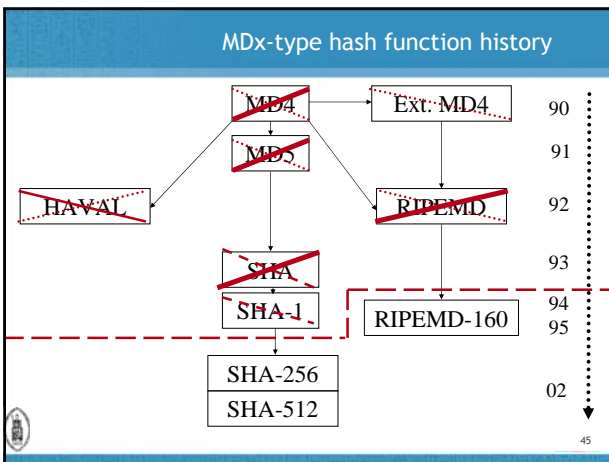 MDx-type hash function history
MD4
Ext. MD4
90
MD5
91
HAVAL
RIPEMD
92
SHA
93
SHA-1
94
RIPEMD-160
95
SHA-256
SHA-512
02
45